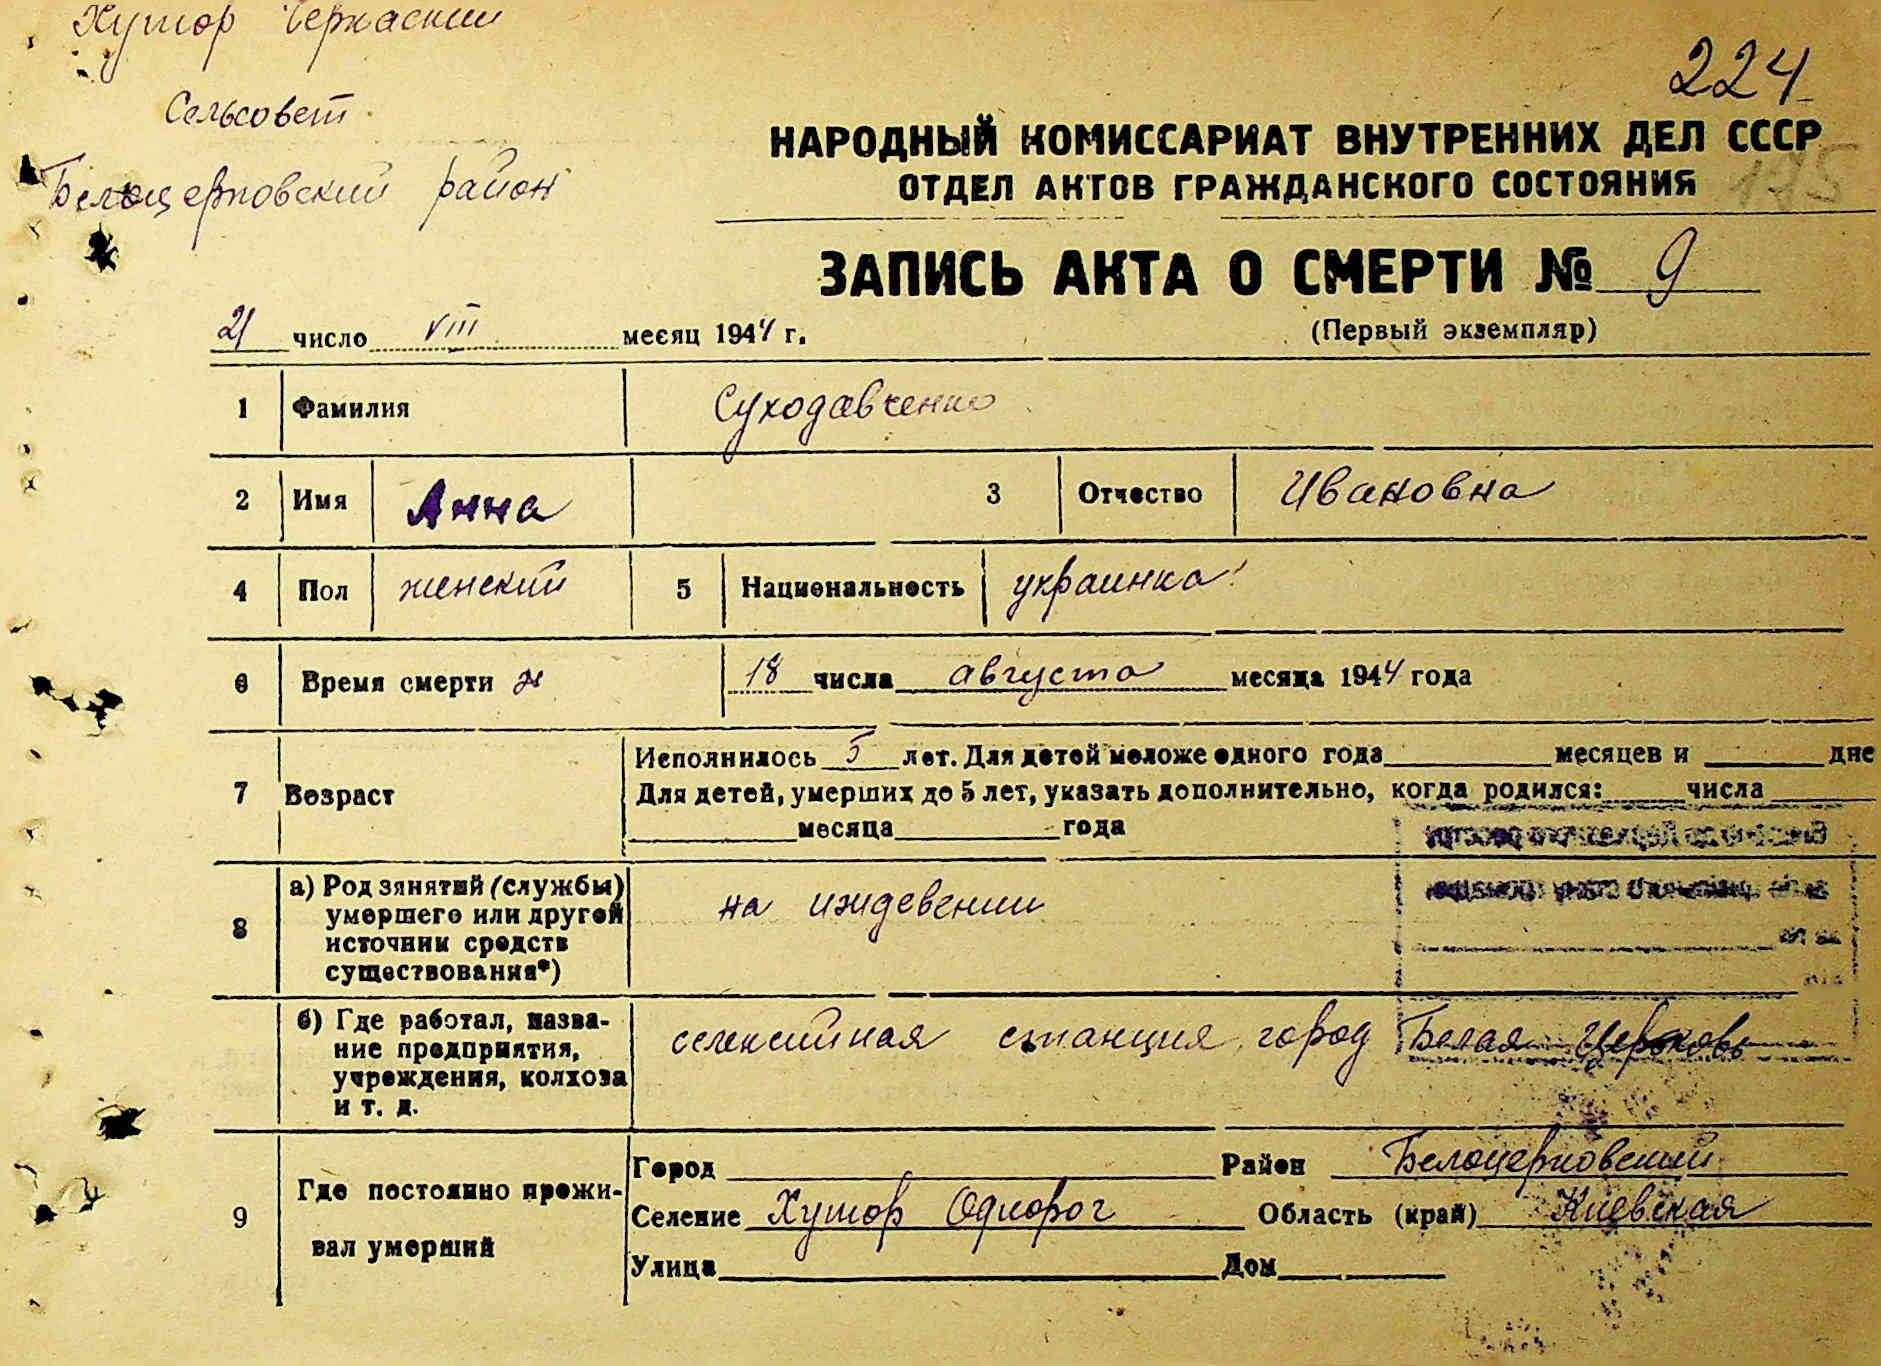 Хутор Черкаский
224
Сельсовет
НАРОДНЫЙ КОМИССАРИАТ ВНУТРЕННИХ ДЕЛ СССР
Белоцерковский район
ОТДЕЛ АКТОВ ГРАЖДАНСКОГО СОСТОЯНИЯ 175
ЗАПИСЬ АКТА О СМЕРТИ № 9
21 число VIII месяц 1944 г.
(Первый экземпляр)
1 Фамилия Суходавченко
2 Имя Анна 3 Отчество Ивановна
4 Пол женский 5 Национальность украинка
6 Время смерти 18 числа августа месяца 1944 года
7 Возраст
Исполнилось 5 лет. Для детей моложе одного года месяцев и дне
Для детей, умерших до 5 лет, указать дополнительно, когда родился: числа
месяца года
8 а) Род занятий (службы)
умершего или другой
источник средств
существования*)
на иждевении
б) Где работал, назва-
ние предприятия,
учреждения, колхоза
и т. д.
селексийная станция город Белая Церковь
9 Где постоянно прожи-
вал умерший
Город Район Белоцерковский
Селение Хутор Однорог Область (край) Киевская
Улица Дом